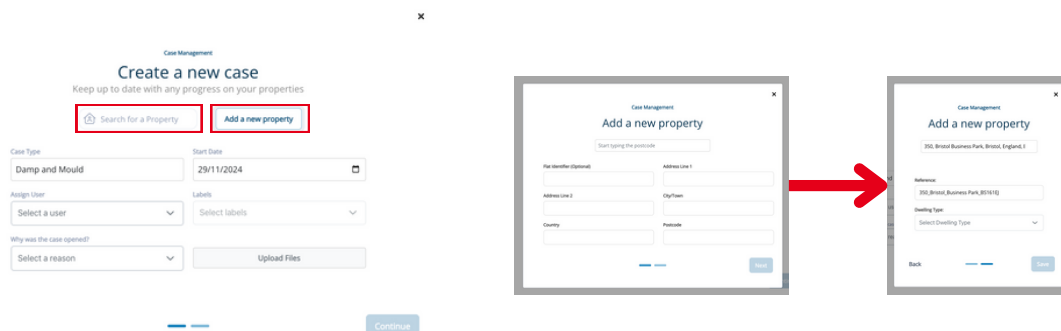 Case Management
Create a new case
Keep up to date with any progress on your properties
Search for a Property
Add a new property
Case Type
Start Date
Damp and Mould
29/11/2024
Assign User
Labels
Select a user
Select labels
Why was the case opened?
Select a reason
Upload Files
Continue
Case Management
Add a new property
Start typing the postcode
Flat Identifier (Optional)
Address Line 1
Address Line 2
City/Town
Country
Postcode
Next
Case Management
Add a new property
350, Bristol Business Park, Bristol, England, 
Reference:
350_Bristol_Business Park_BS161EJ
Dwelling Type:
Select Dwelling Type
Back
Save